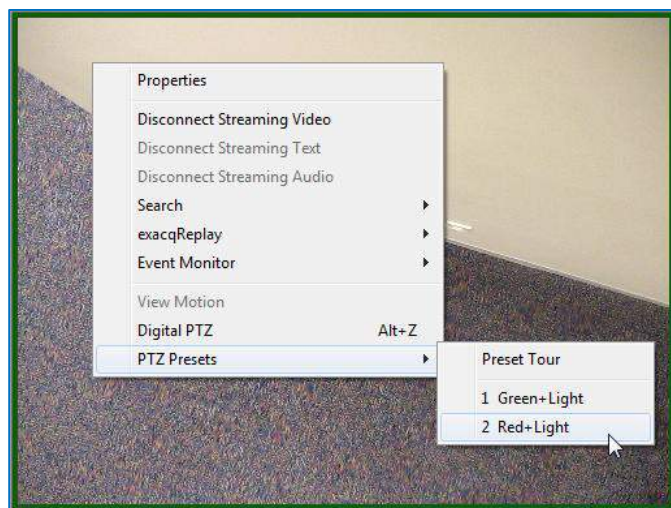 Properties
Disconnect Streaming Video
Disconnect Streaming Text
Disconnect Streaming Audio
Search
exacqReplay
Event Monitor
View Motion
Digital PTZ Alt+Z
PTZ Presets
Preset Tour
1 Green+Light
2 Red+Light